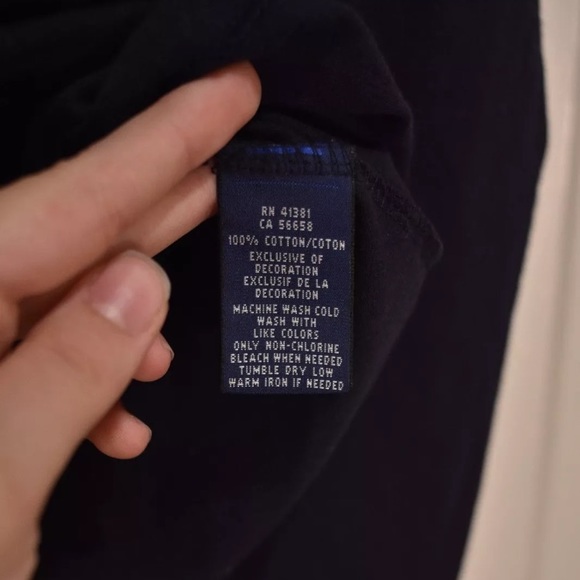 RN 41381
CA 56658
100% COTTON/COTON
EXCLUSIVE OF
DECORATION
EXCLUSIF DE LA
DECORATION
MACHINE WASH COLD
WASH WITH
LIKE COLORS
ONLY NON-CHLORINE
BLEACH WHEN NEEDED
TUMBLE DRY LOW
WARM IRON IF NEEDED